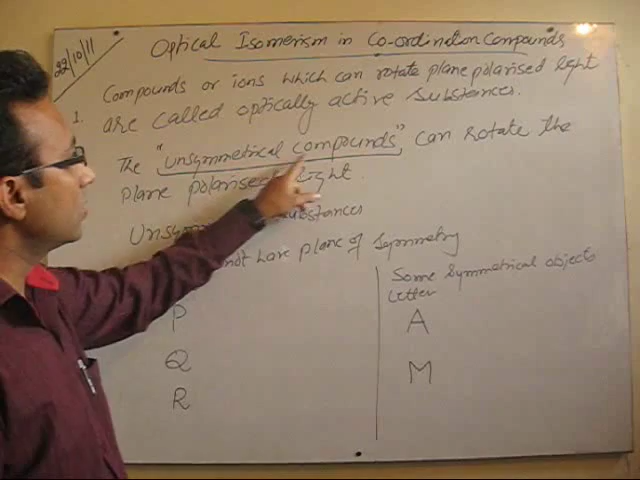 22/10/11
Optical Isomerism in Co-ordination Compounds
1. Compounds or ions which can rotate plane polarised light
are called optically active substances.
The "unsymmetrical compounds" can rotate the
plane polarised light.
Unsym substances
not have plane of symmetry
Some symmetrical objects
letter
P
A
Q
M
R